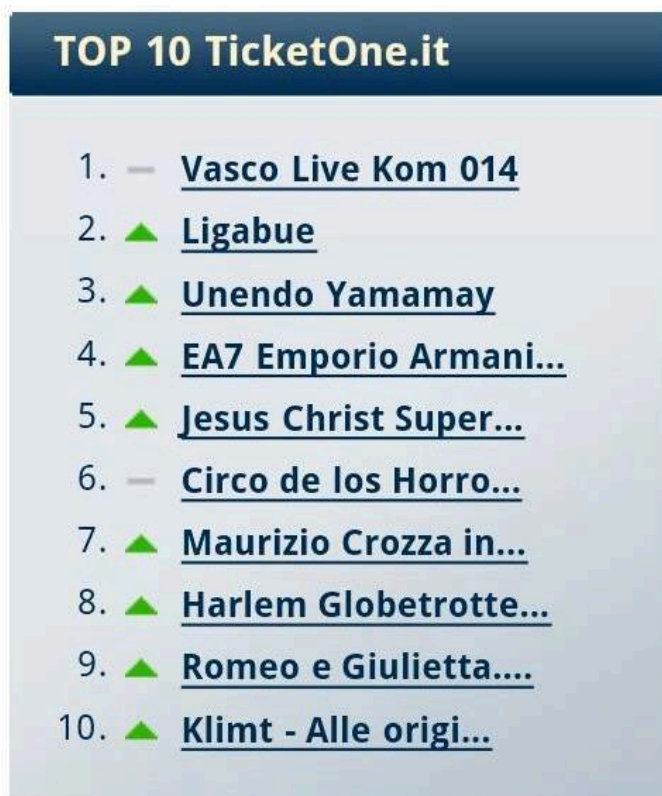 TOP 10 TicketOne.it
1. Vasco Live Kom 014
2. Ligabue
3. Unendo Yamamay
4. EA7 Emporio Armani...
5. Jesus Christ Super...
6. Circo de los Horro...
7. Maurizio Crozza in...
8. Harlem Globetrotte...
9. Romeo e Giulietta....
10. Klimt - Alle origi...